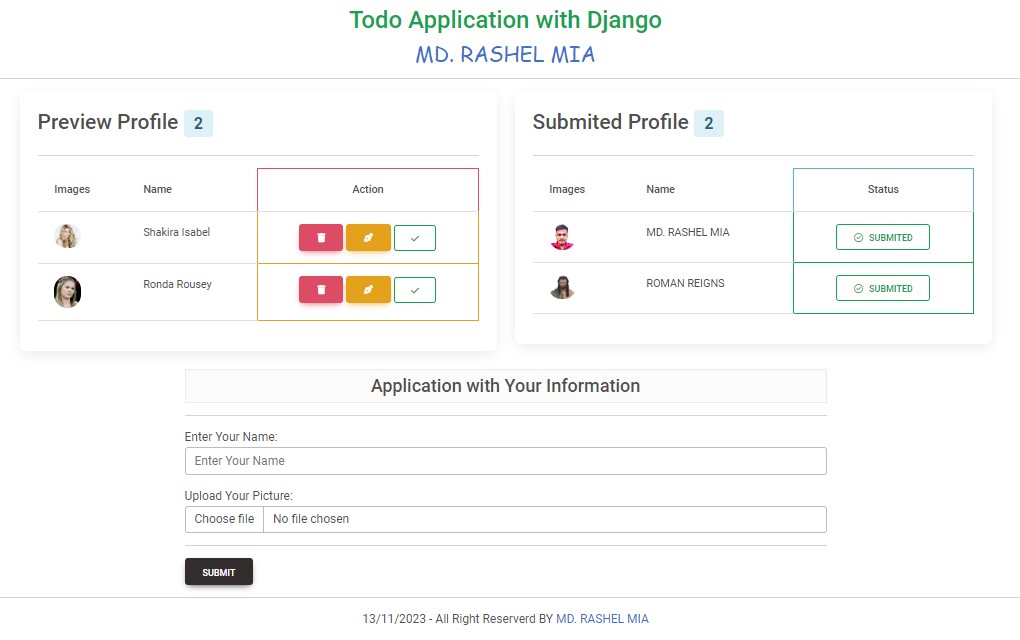 Todo Application with Django
MD. RASHEL MIA
Preview Profile 2
Images Name Action
Shakira Isabel
Ronda Rousey
Submited Profile 2
Images Name Status
MD. RASHEL MIA SUBMITED
ROMAN REIGNS SUBMITED
Application with Your Information
Enter Your Name:
Enter Your Name
Upload Your Picture:
Choose file No file chosen
SUBMIT
13/11/2023 - All Right Reserverd BY MD. RASHEL MIA